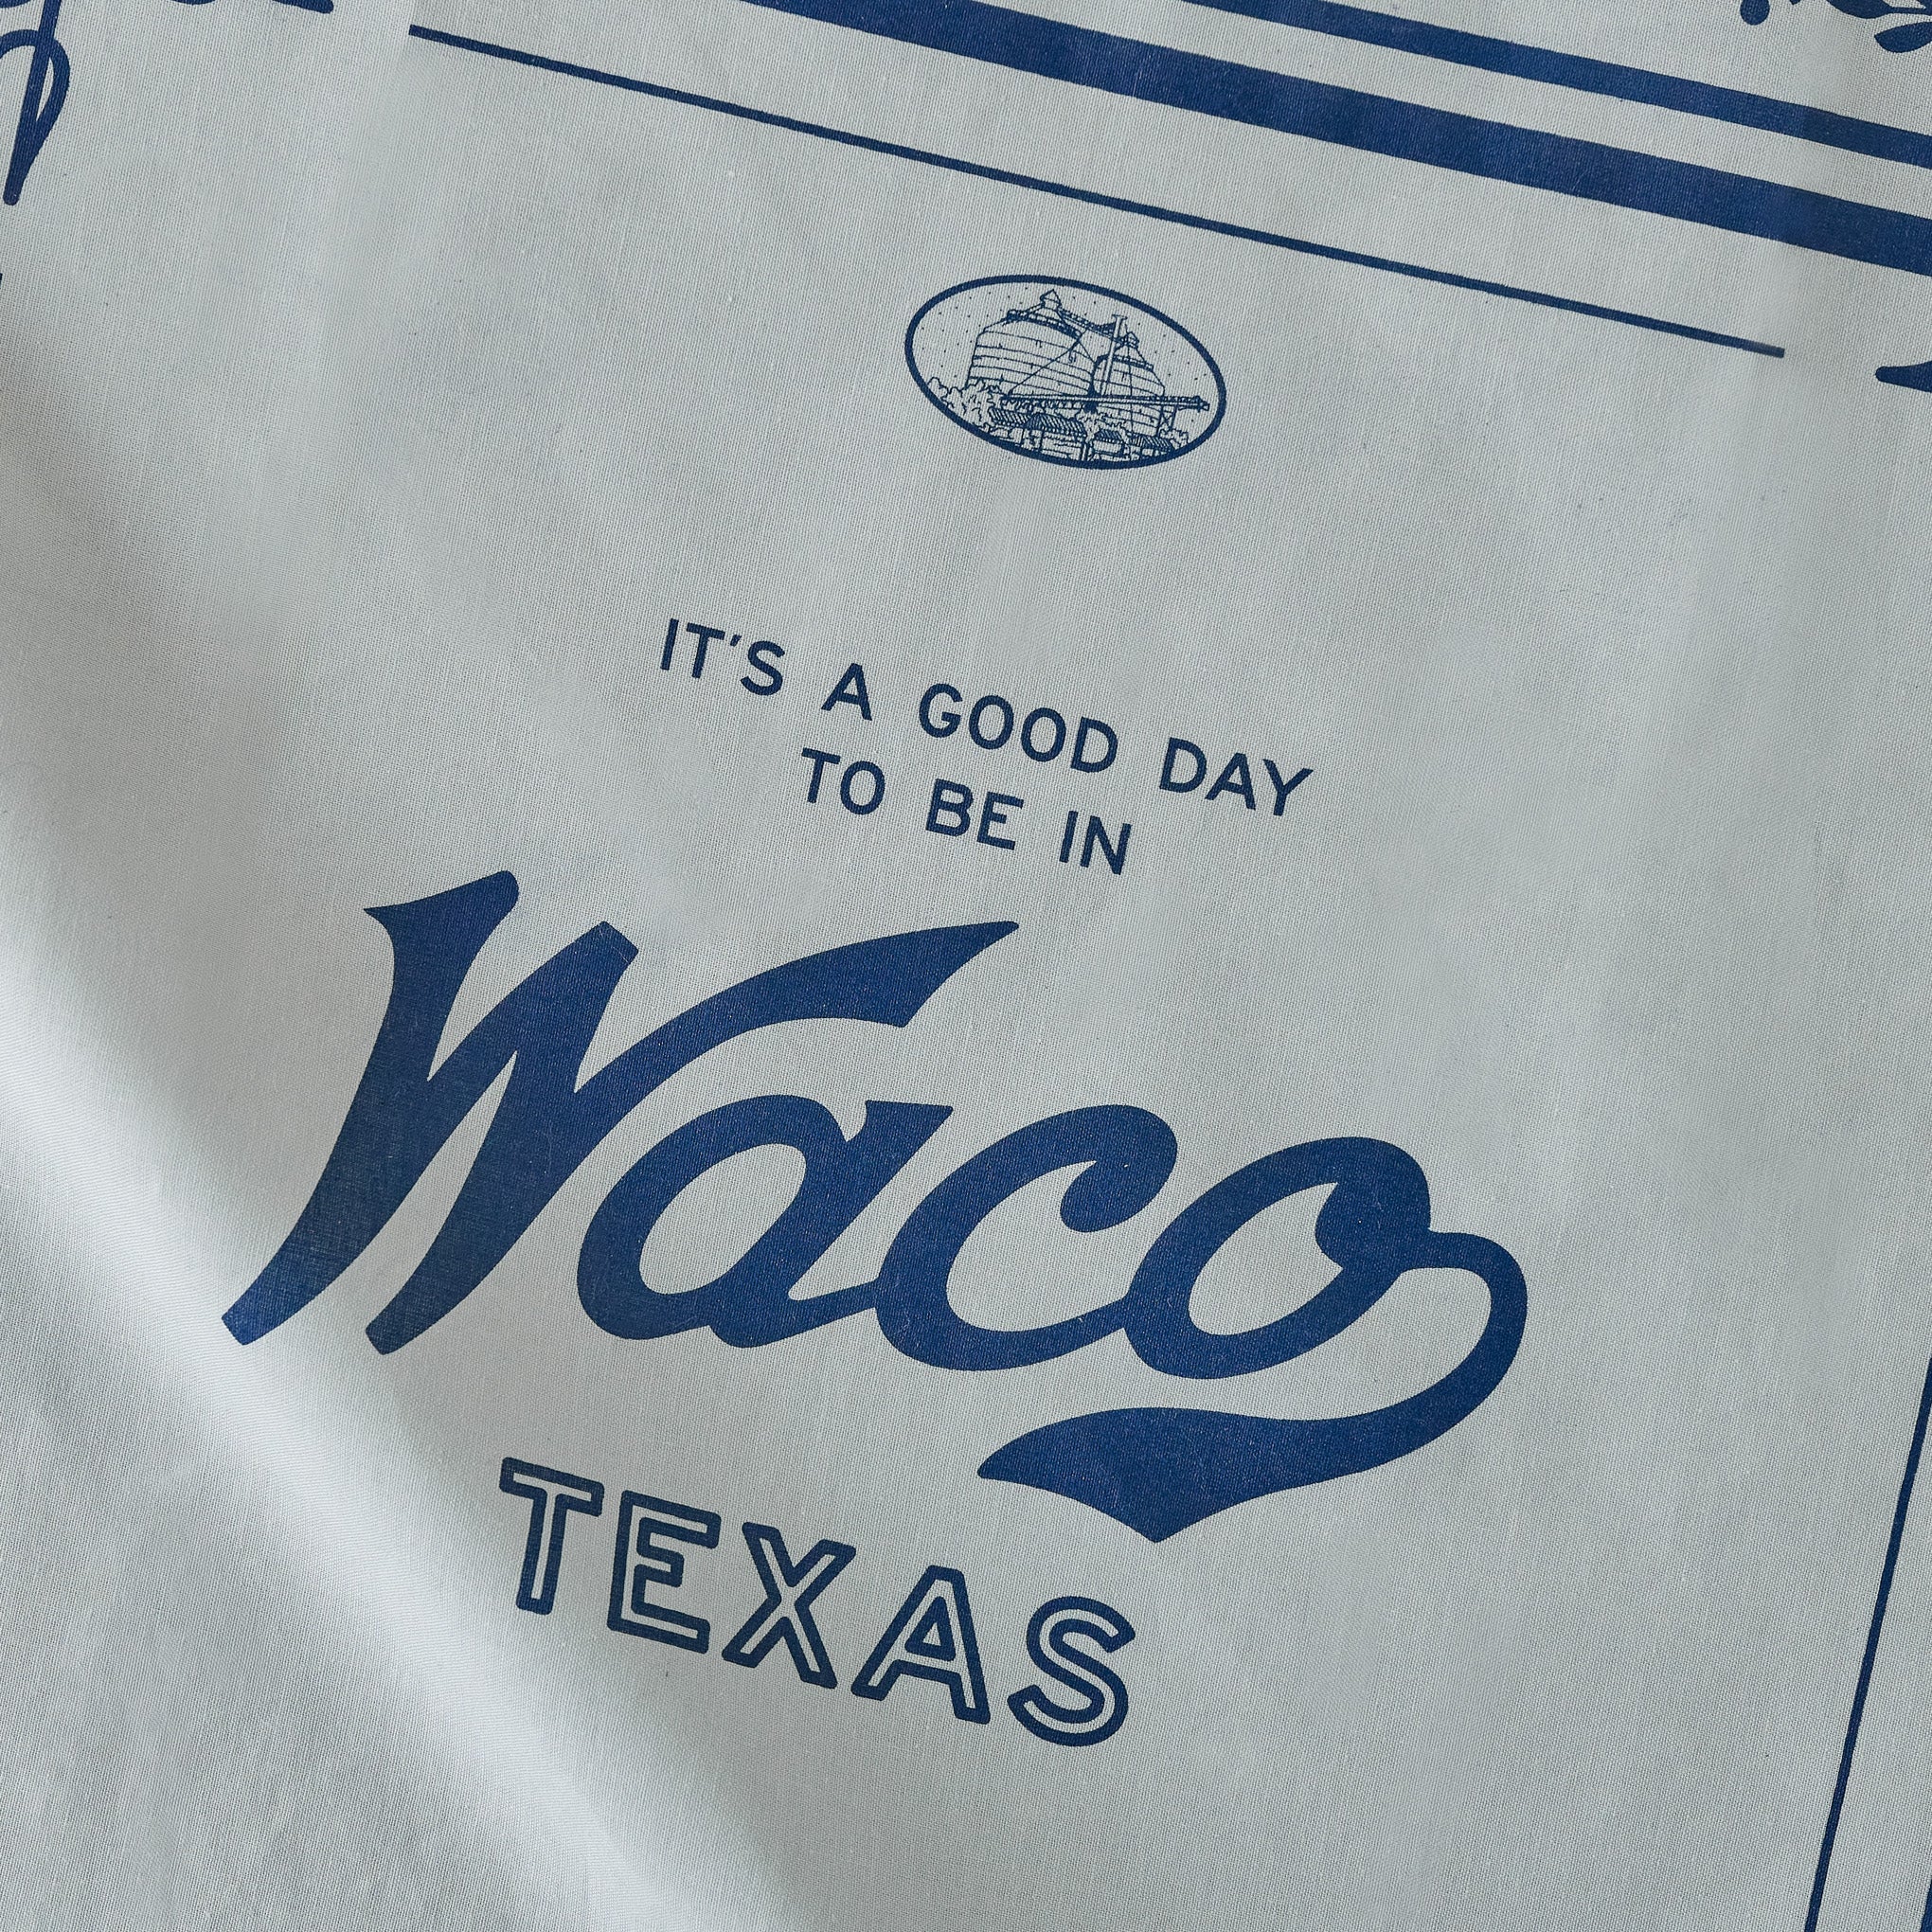 IT'S A GOOD DAY
TO BE IN
Waco
TEXAS